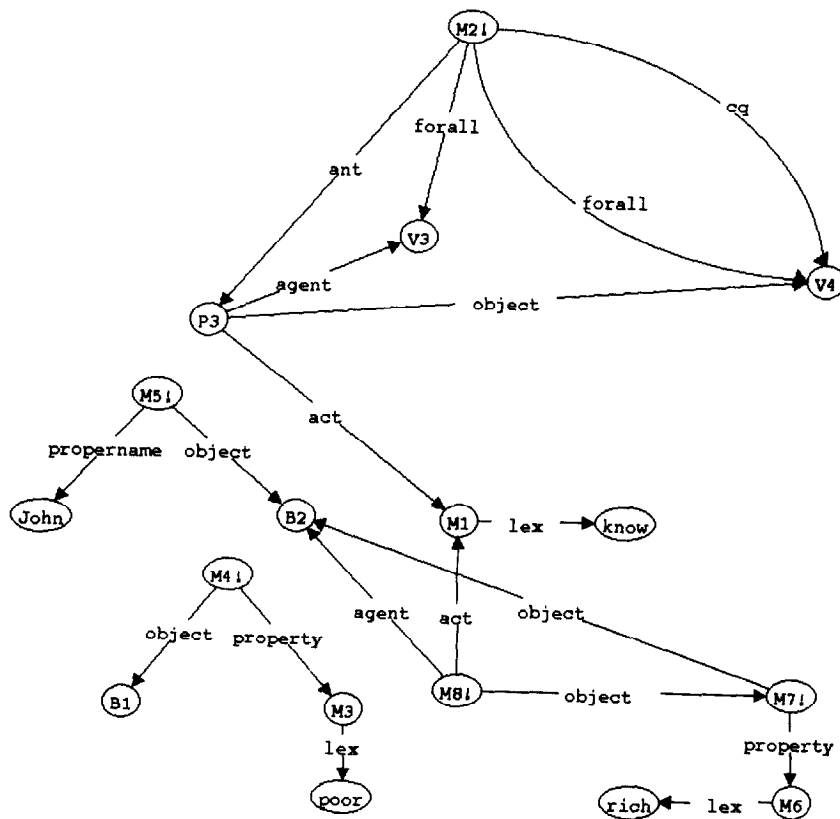 M2!
cq
forall
ant
forall
V3
agent
V4
object
P3
M5!
act
propername object
John
B2
M1
lex
know
M4!
agent
act
object
object
property
M8!
object
M7!
B1
M3
lex
property
poor
rich
lex
M6